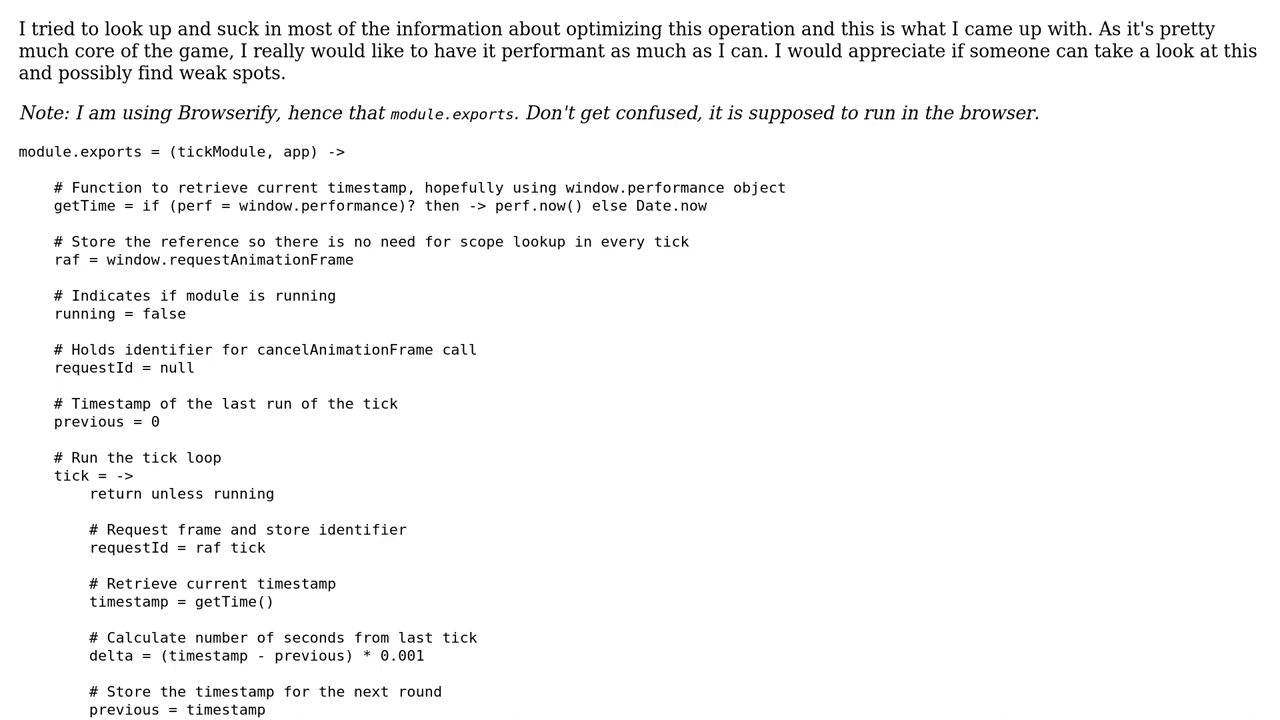 I tried to look up and suck in most of the information about optimizing this operation and this is what I came up with. As it's pretty
much core of the game, I really would like to have it performant as much as I can. I would appreciate if someone can take a look at this
and possibly find weak spots.
Note: I am using Browserify, hence that module.exports. Don't get confused, it is supposed to run in the browser.
module.exports = (tickModule, app) ->
    # Function to retrieve current timestamp, hopefully using window.performance object
    getTime = if (perf = window.performance)? then -> perf.now() else Date.now
    # Store the reference so there is no need for scope lookup in every tick
    raf = window.requestAnimationFrame
    # Indicates if module is running
    running = false
    # Holds identifier for cancelAnimationFrame call
    requestId = null
    # Timestamp of the last run of the tick
    previous = 0
    # Run the tick loop
    tick = ->
        return unless running
        # Request frame and store identifier
        requestId = raf tick
        # Retrieve current timestamp
        timestamp = getTime()
        # Calculate number of seconds from last tick
        delta = (timestamp - previous) * 0.001
        # Store the timestamp for the next round
        previous = timestamp